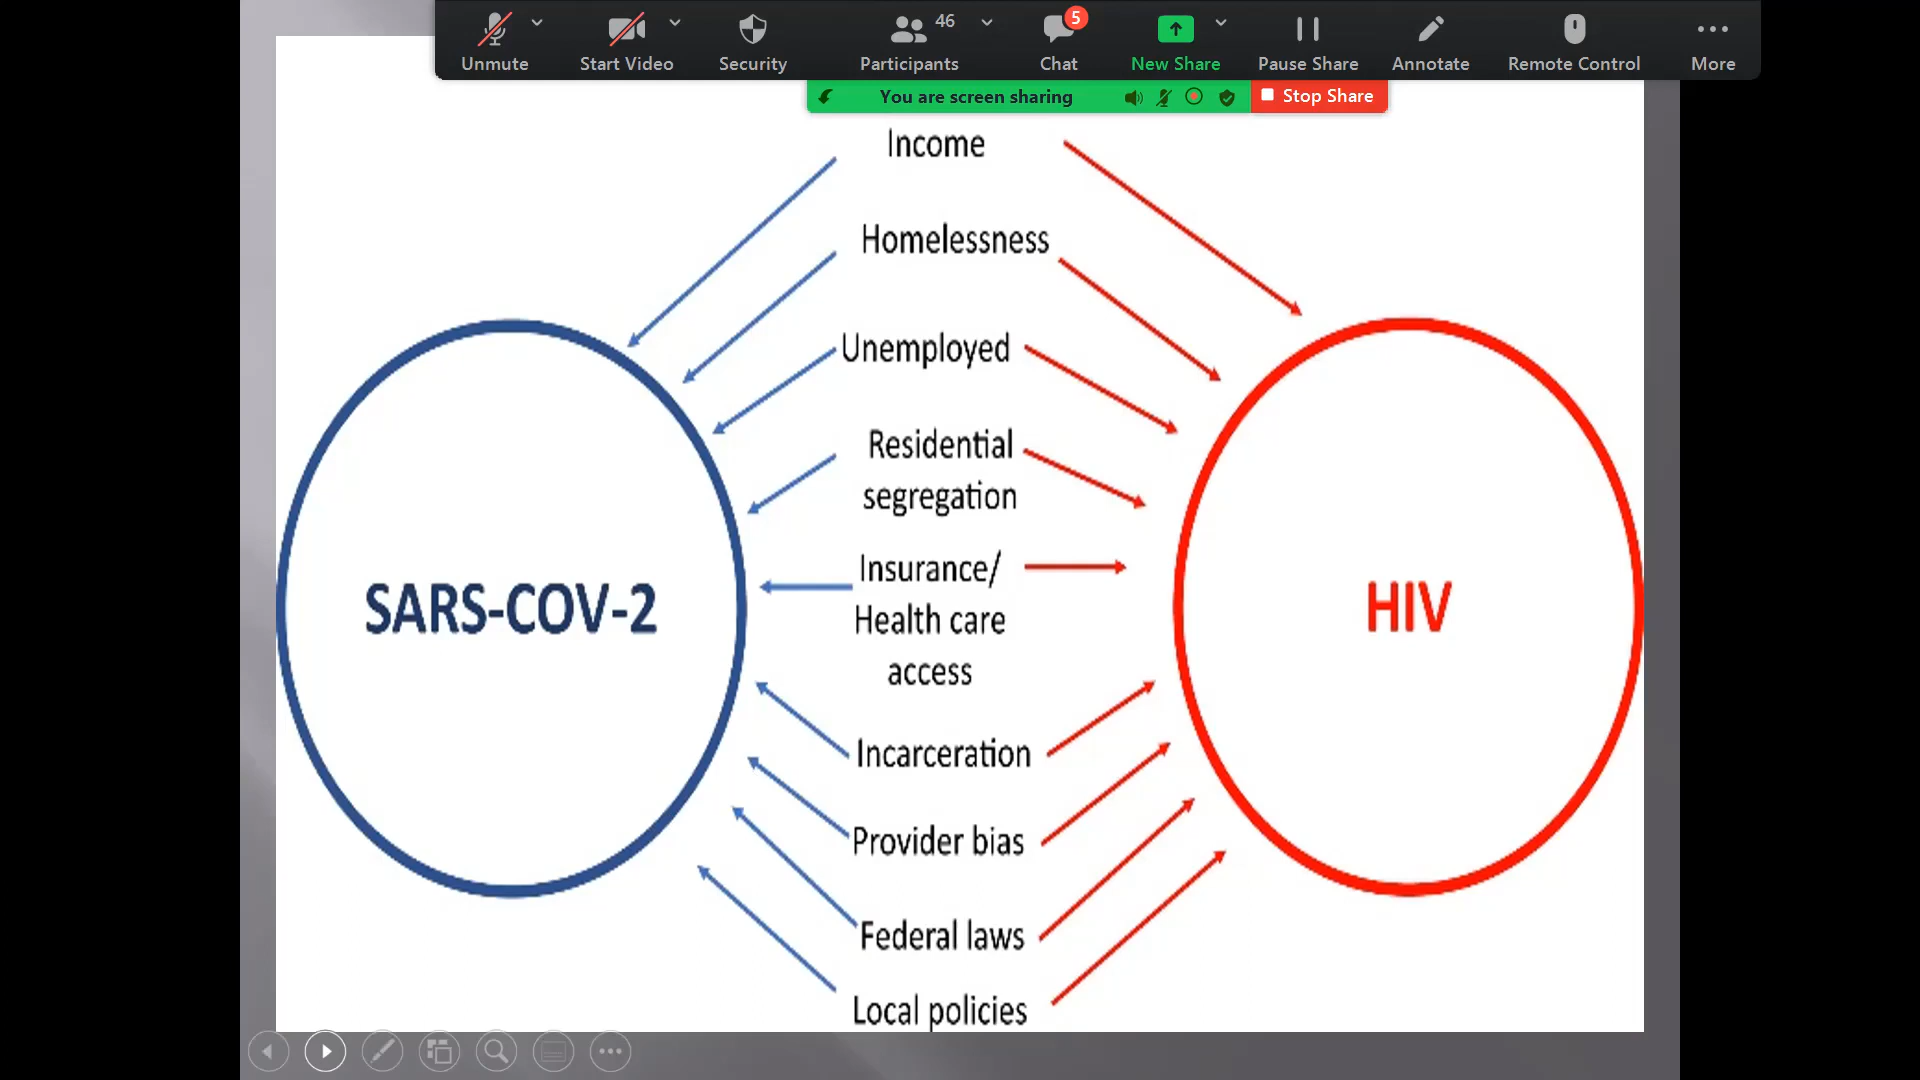 Unmute
Start Video
Security
46
Participants
5
Chat
New Share
Pause Share
Annotate
Remote Control
More
You are screen sharing
Stop Share
Income
Homelessness
Unemployed
Residential
segregation
Insurance/
Health care
access
SARS-COV-2
HIV
Incarceration
Provider bias
Federal laws
Local policies